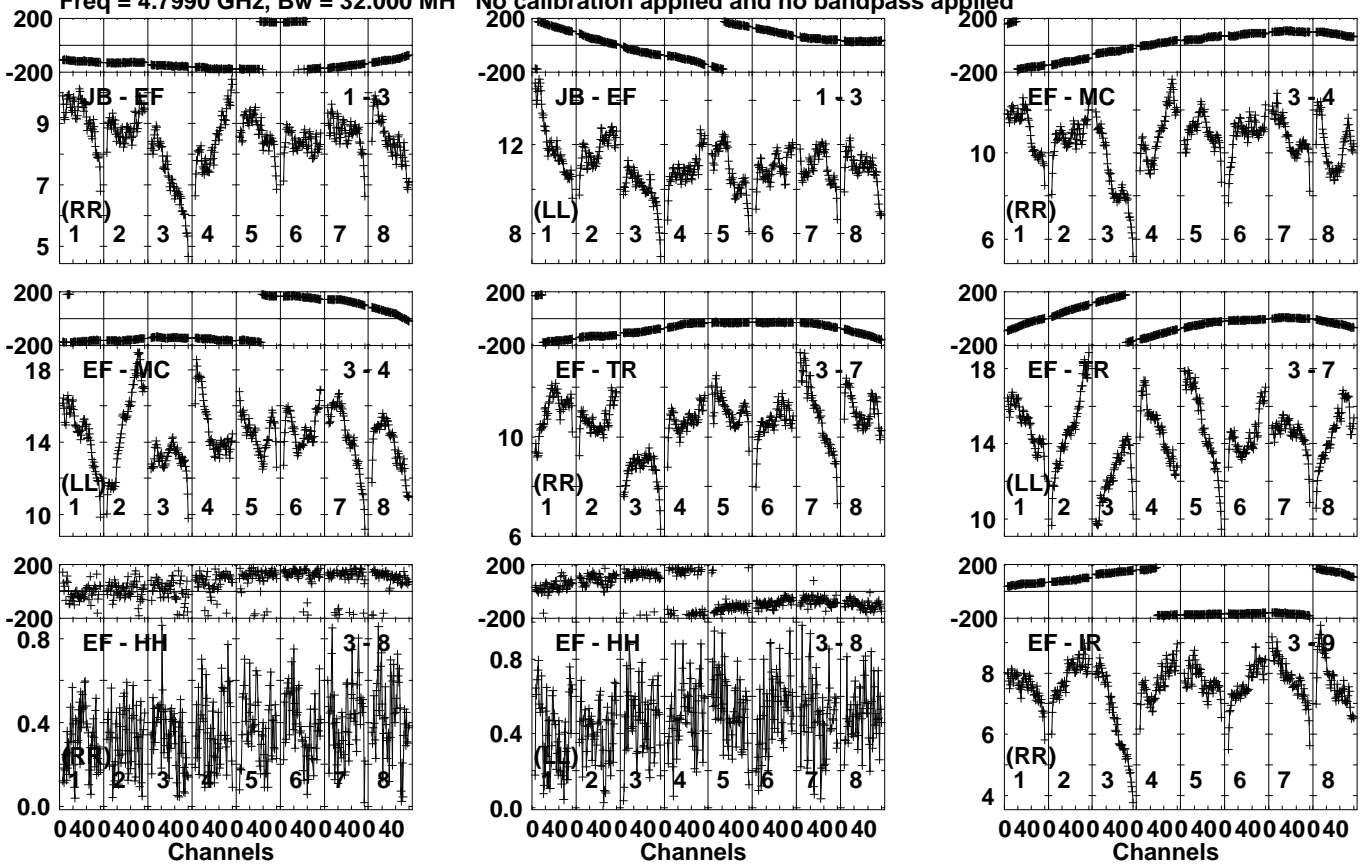 Freq = 4.7990 GHz, Bw = 32.000 MH No calibration applied and no bandpass applied
200
-200
JB - EF 1 - 3
9
7
5
(RR)
1 2 3 4 5 6 7 8
JB - EF 1 - 3
12
8
(LL)
1 2 3 4 5 6 7 8
200
-200
EF - MC 3 - 4
10
6
(RR)
1 2 3 4 5 6 7 8
200
-200
EF - MC 3 - 4
18
14
10
(LL)
1 2 3 4 5 6 7 8
200
-200
EF - TR 3 - 7
10
6
(RR)
1 2 3 4 5 6 7 8
200
-200
EF - TR 3 - 7
18
14
10
(LL)
1 2 3 4 5 6 7 8
200
-200
EF - HH 3 - 8
0.8
0.4
0.0
(RR)
1 2 3 4 5 6 7 8
0 40 0 40 0 40 0 40 0 40 0 40 0 40 0 40
Channels
200
-200
EF - HH 3 - 8
0.8
0.4
0.0
(LL)
1 2 3 4 5 6 7 8
0 40 0 40 0 40 0 40 0 40 0 40 0 40 0 40
Channels
200
-200
EF - IR 3 - 9
8
6
4
(RR)
1 2 3 4 5 6 7 8
0 40 0 40 0 40 0 40 0 40 0 40 0 40 0 40
Channels